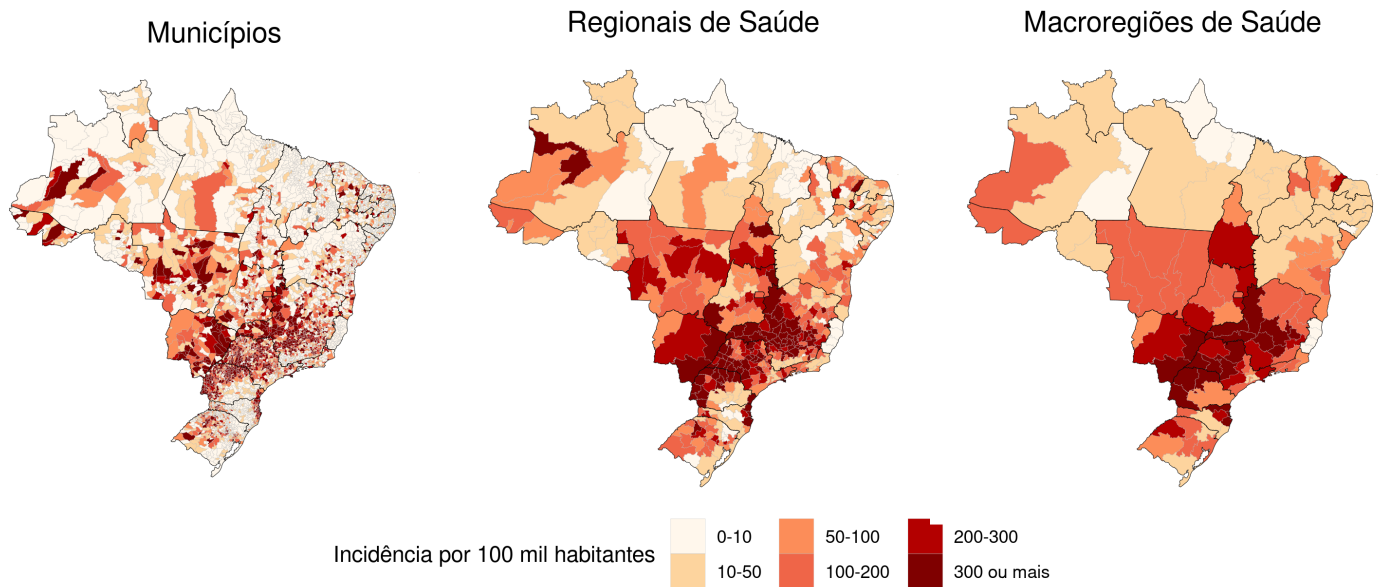 Municípios
Regionais de Saúde
Macroregiões de Saúde
Incidência por 100 mil habitantes
0-10
50-100
200-300
10-50
100-200
300 ou mais